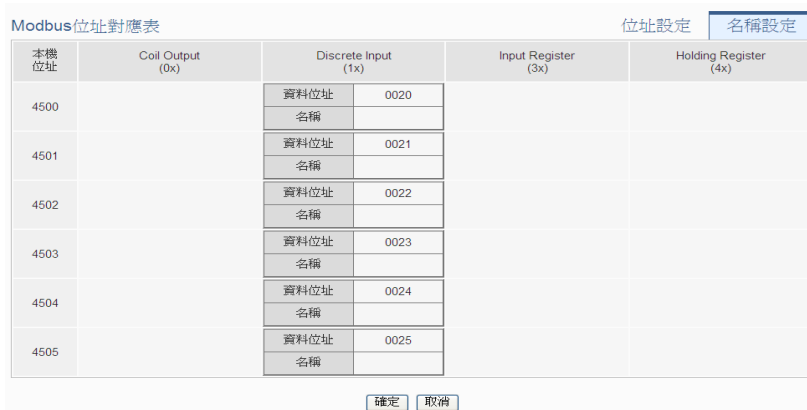 Modbus位址對應表 位址設定 名稱設定
本機位址 Coil Output (0x) Discrete Input (1x) Input Register (3x) Holding Register (4x)
4500 資料位址 0020
名稱
4501 資料位址 0021
名稱
4502 資料位址 0022
名稱
4503 資料位址 0023
名稱
4504 資料位址 0024
名稱
4505 資料位址 0025
名稱
確定 取消